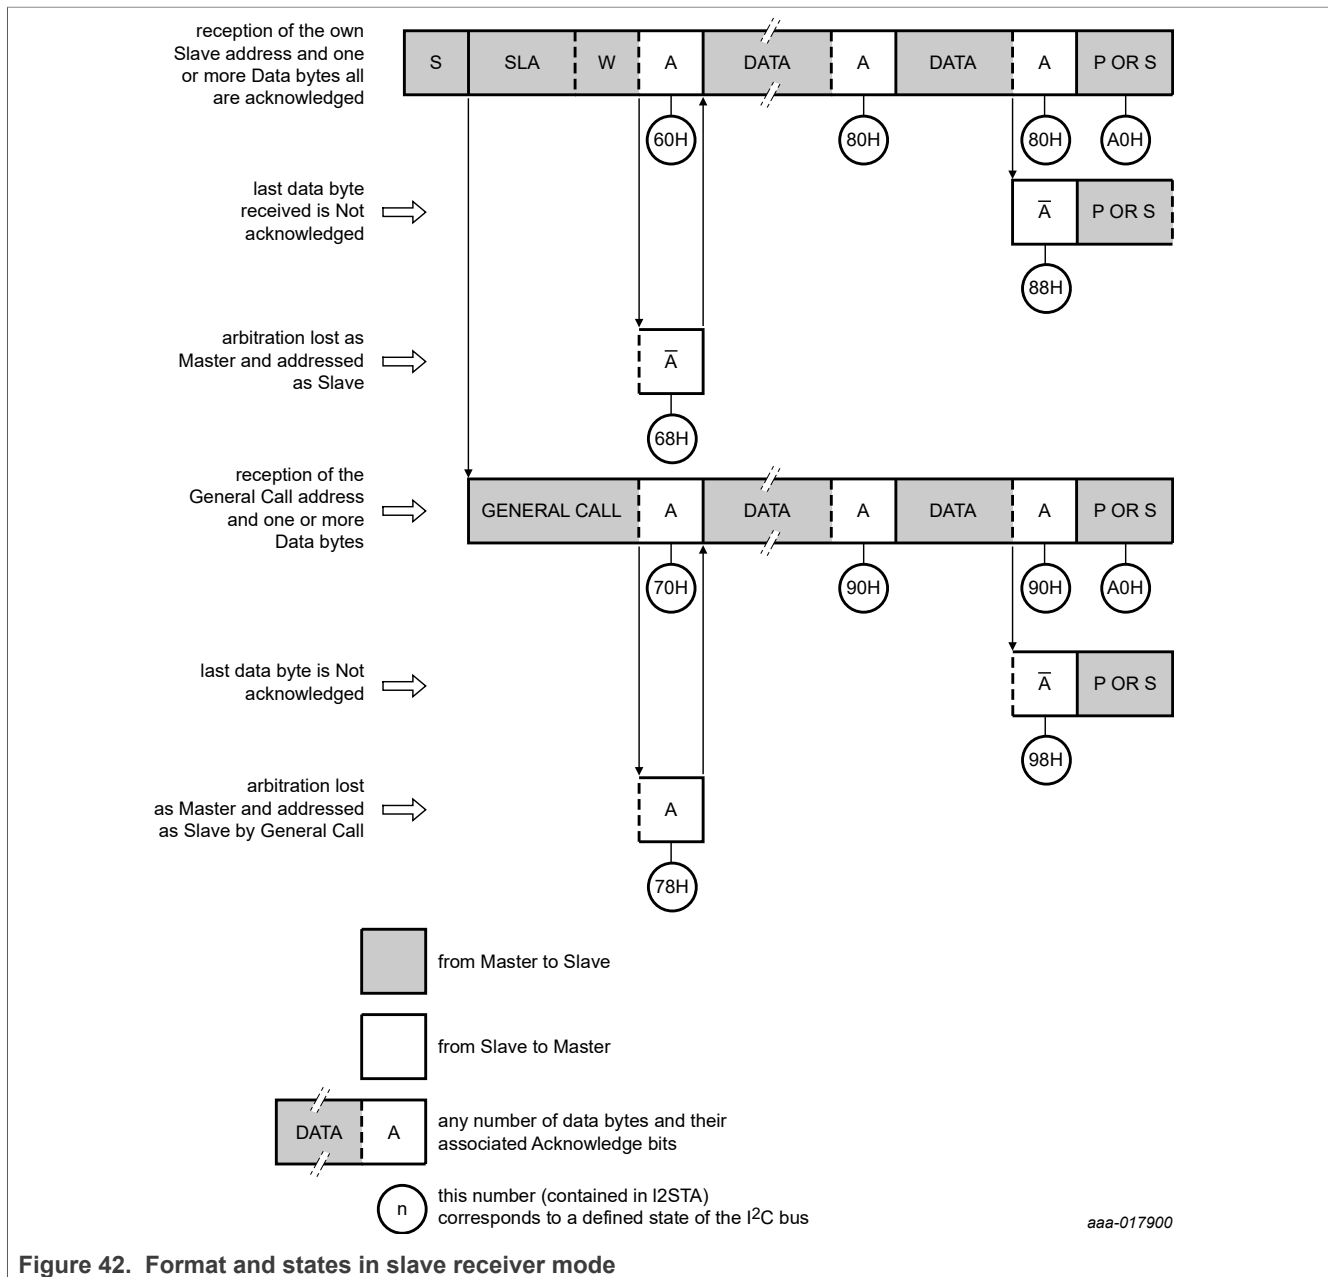 reception of the own
Slave address and one
or more Data bytes all
are acknowledged
S SLA W A DATA A DATA A P OR S
60H 80H 80H A0H
last data byte
received is Not
acknowledged
A̅ P OR S
88H
arbitration lost as
Master and addressed
as Slave
A̅
68H
reception of the
General Call address
and one or more
Data bytes
GENERAL CALL A DATA A DATA A P OR S
70H 90H 90H A0H
last data byte is Not
acknowledged
A̅ P OR S
98H
arbitration lost
as Master and addressed
as Slave by General Call
A
78H
from Master to Slave
from Slave to Master
DATA A
any number of data bytes and their
associated Acknowledge bits
n
this number (contained in I2STA)
corresponds to a defined state of the I²C bus
aaa-017900
Figure 42. Format and states in slave receiver mode